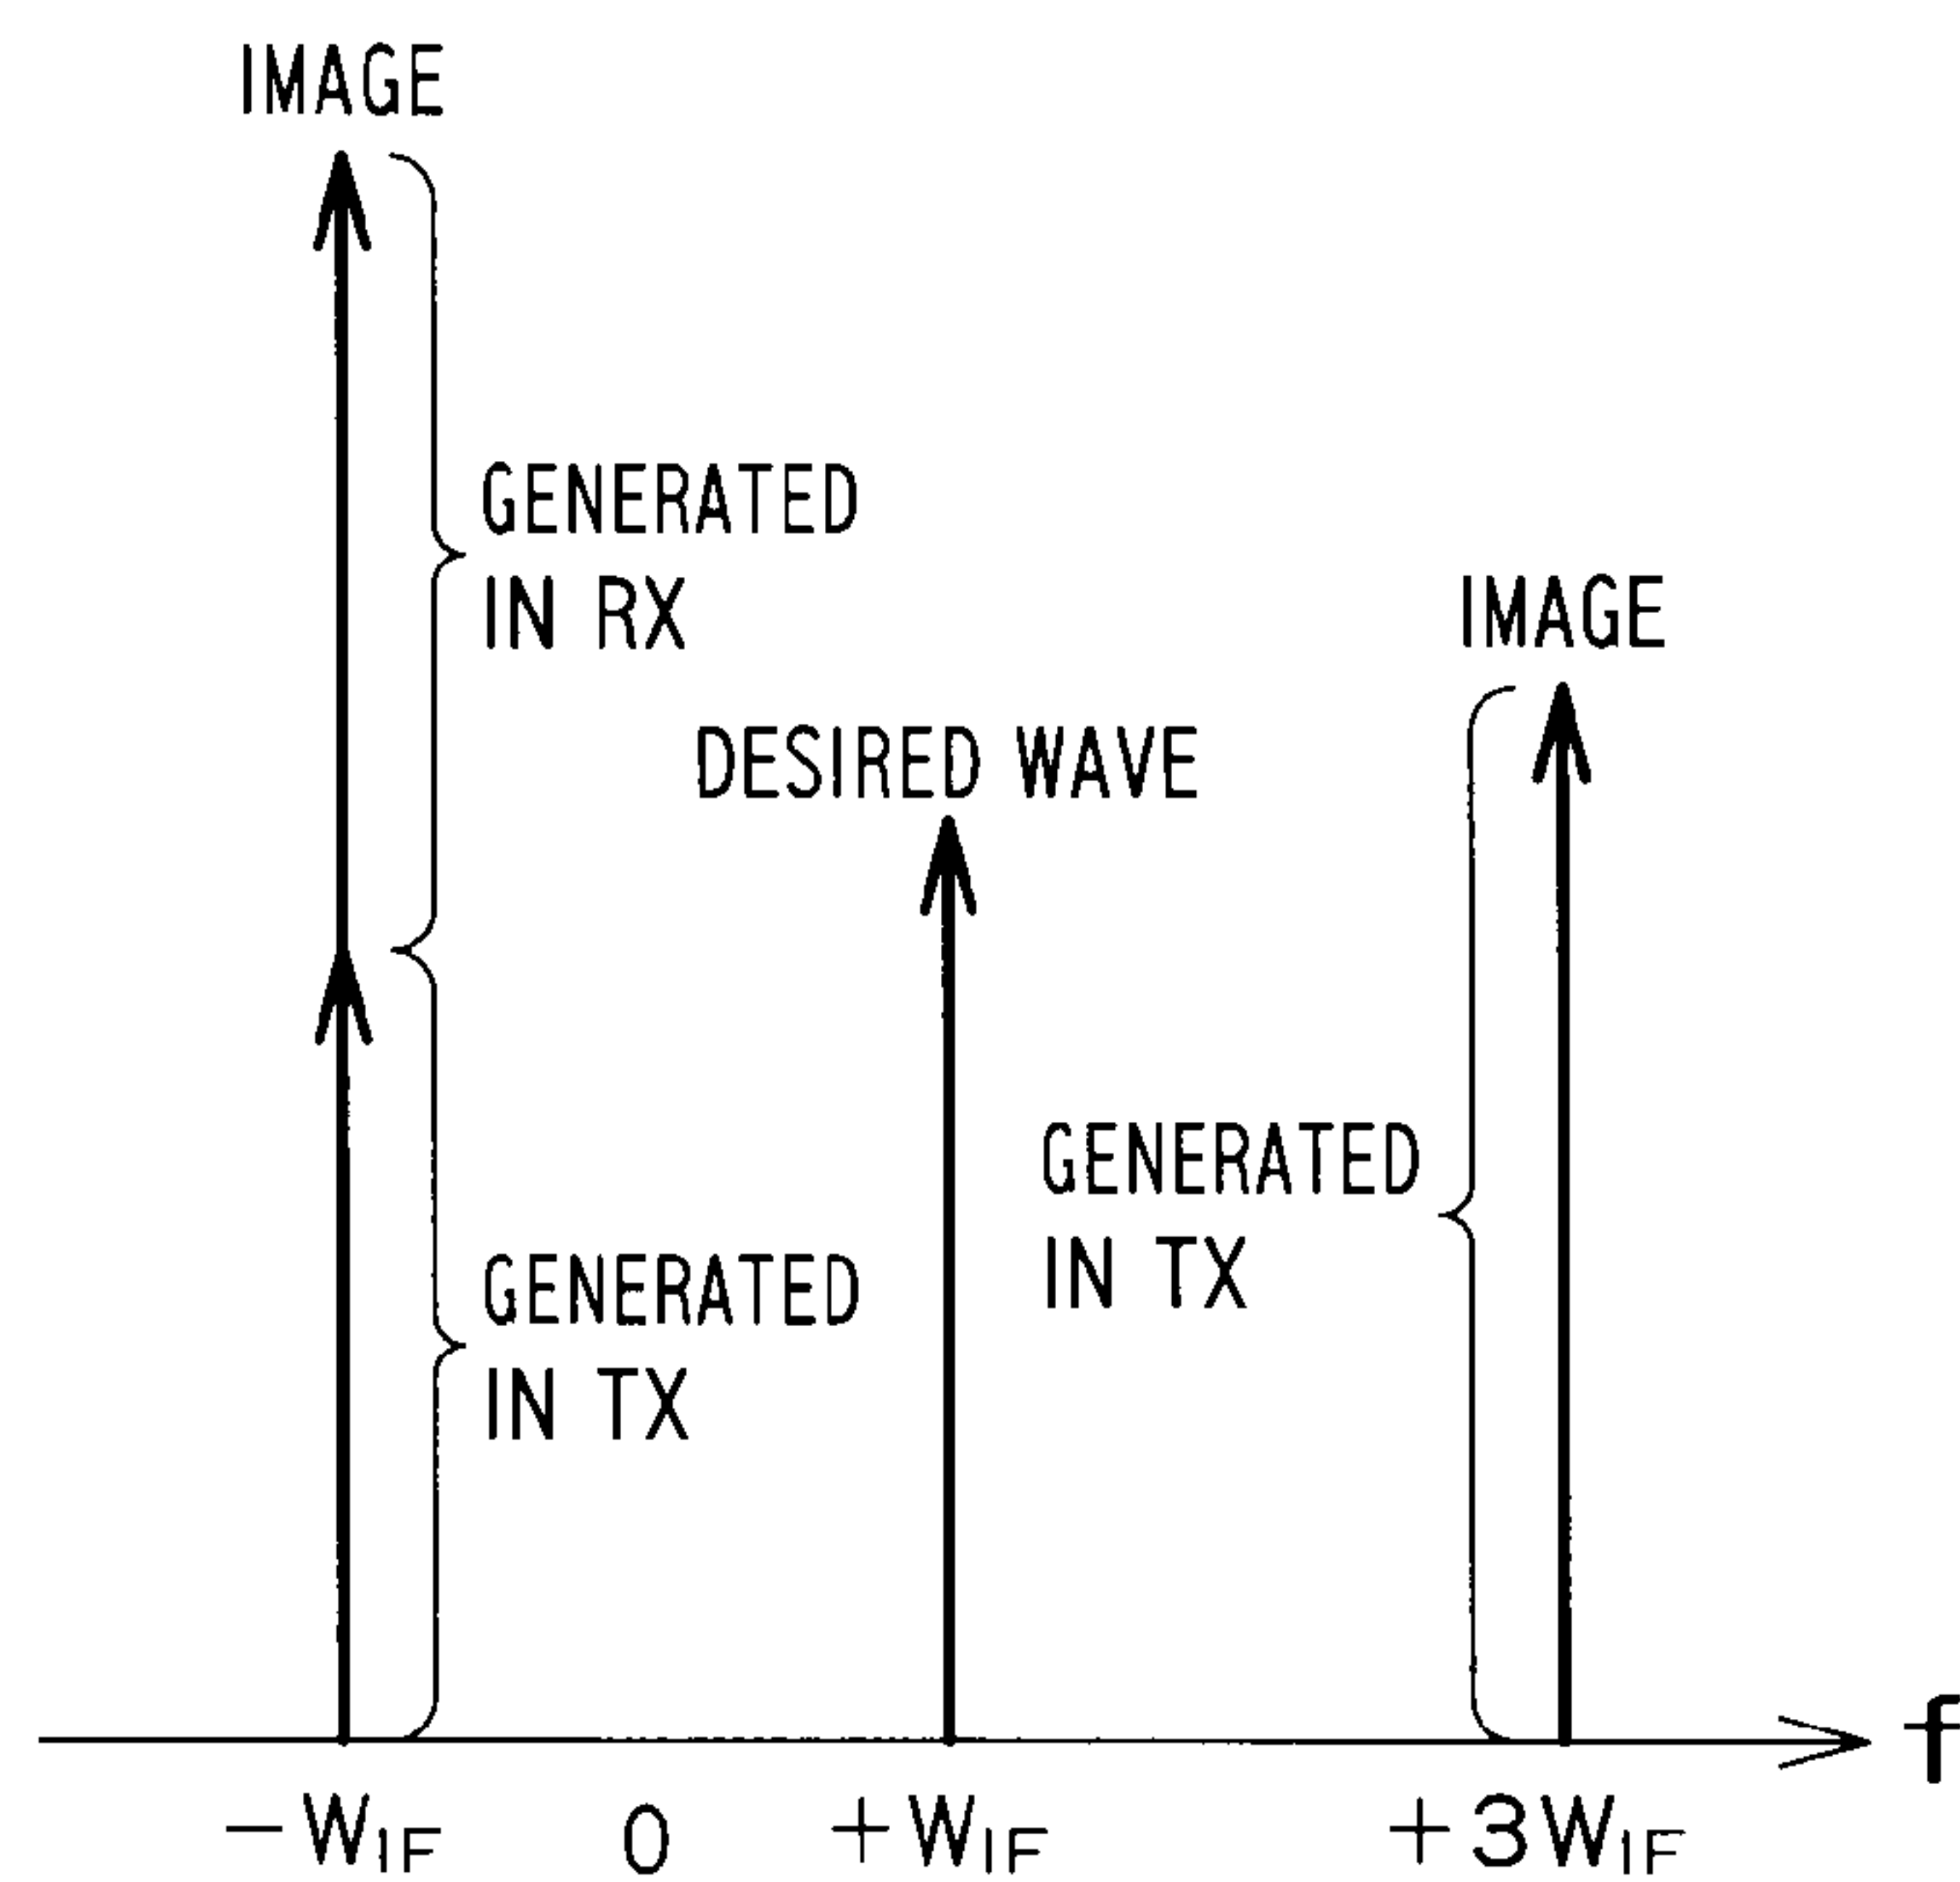 IMAGE
GENERATED
IN RX
IMAGE
DESIRED WAVE
GENERATED
IN TX
GENERATED
IN TX
f
-WIF 0 +WIF +3WIF